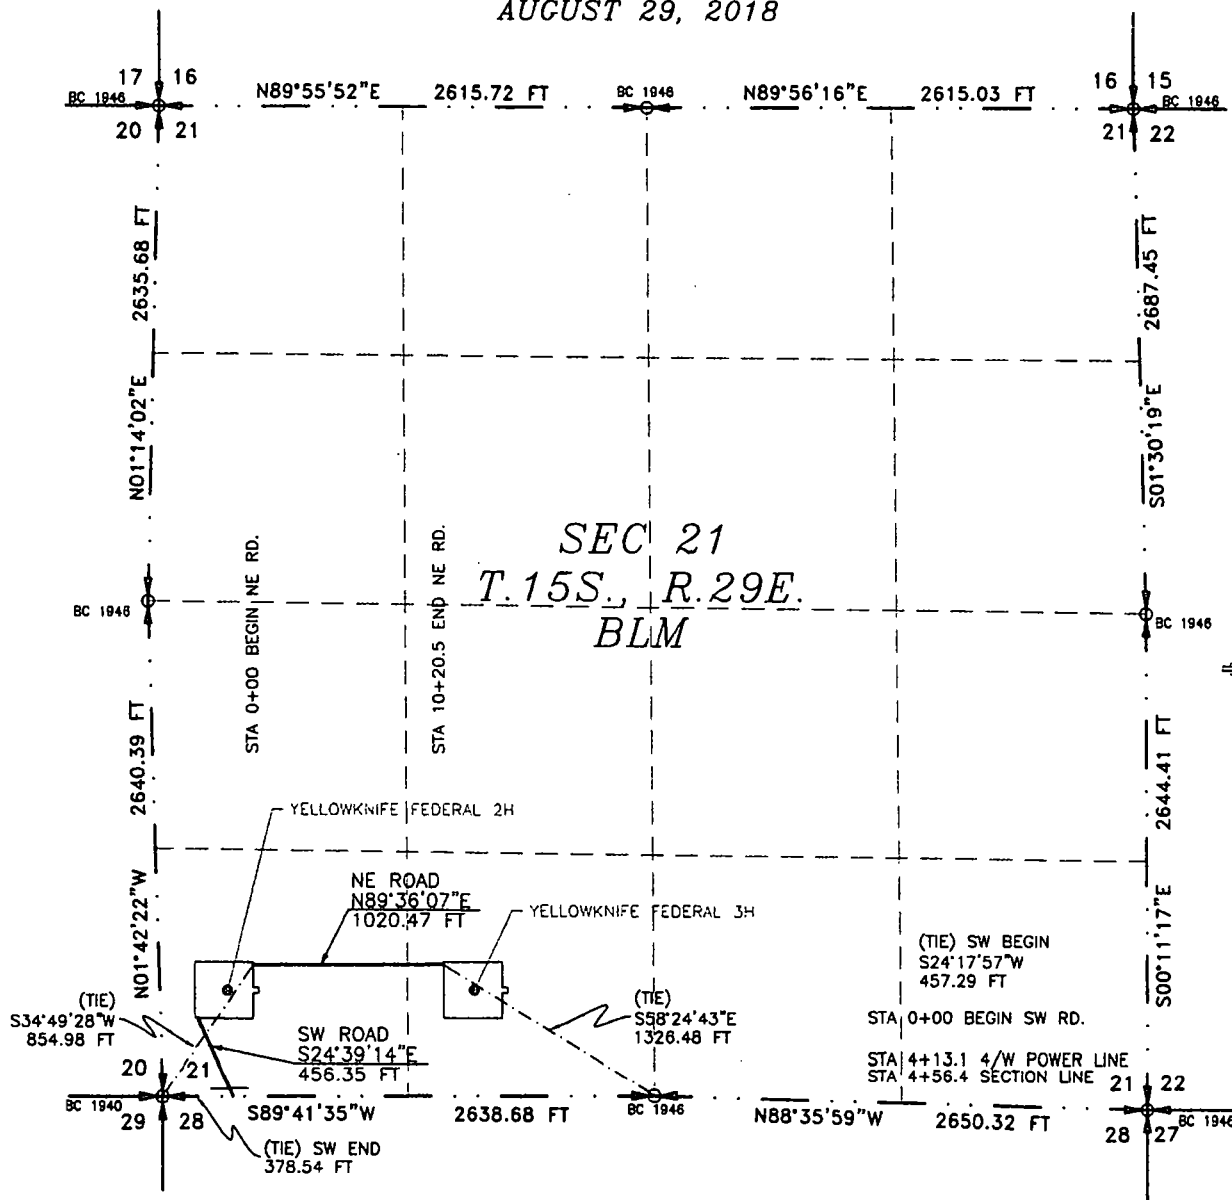 AUGUST 29, 2018
17 16
BC 1946
20 21
N89°55'52"E 2615.72 FT
BC 1946
N89°56'16"E 2615.03 FT
16 15
BC 1946
21 22
2635.68 FT
N01°14'02"E
2687.45 FT
S01°30'19"E
SEC 21
T.15S., R.29E.
BLM
BC 1946
BC 1946
STA 0+00 BEGIN NE RD.
STA 10+20.5 END NE RD.
2640.39 FT
N01°42'22"W
2644.41 FT
S00°11'17"E
YELLOWKNIFE FEDERAL 2H
NE ROAD
N89°36'07"E
1020.47 FT
YELLOWKNIFE FEDERAL 3H
(TIE) SW BEGIN
S24°17'57"W
457.29 FT
(TIE)
S34°49'28"W
854.98 FT
(TIE)
S58°24'43"E
1326.48 FT
SW ROAD
S24°39'14"E
456.35 FT
STA 0+00 BEGIN SW RD.
STA 4+13.1 4/W POWER LINE
STA 4+56.4 SECTION LINE
20 21
BC 1940
29 28
S89°41'35"W 2638.68 FT
BC 1946
N88°35'59"W 2650.32 FT
21 22
BC 1946
28 27
(TIE) SW END
378.54 FT